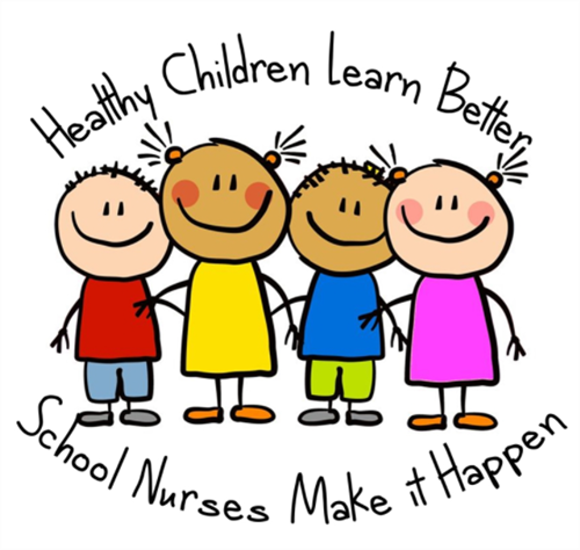 Healthy Children Learn Better
School Nurses Make it Happen